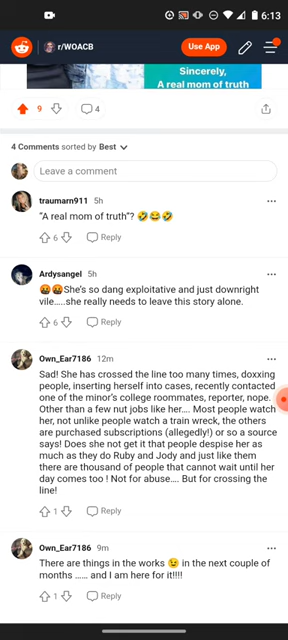 6:13
r/WOACB
Use App
Sincerely,
A real mom of truth
9
4
4 Comments sorted by Best
Leave a comment
traumarn911 5h
“A real mom of truth”? 🤣😂🤣
6 Reply
Ardysangel 5h
🤬🤬She’s so dang exploitative and just downright
vile…..she really needs to leave this story alone.
6 Reply
Own_Ear7186 12m
Sad! She has crossed the line too many times, doxxing
people, inserting herself into cases, recently contacted
one of the minor’s college roommates, reporter, nope.
Other than a few nut jobs like her…. Most people watch
her, not unlike people watch a train wreck, the others
are purchased subscriptions (allegedly!) or so a source
says! Does she not get it that people despise her as
much as they do Ruby and Jody and just like them
there are thousand of people that cannot wait until her
day comes too ! Not for abuse…. But for crossing the
line!
1 Reply
Own_Ear7186 9m
There are things in the works 😉 in the next couple of
months …… and I am here for it!!!!
1 Reply